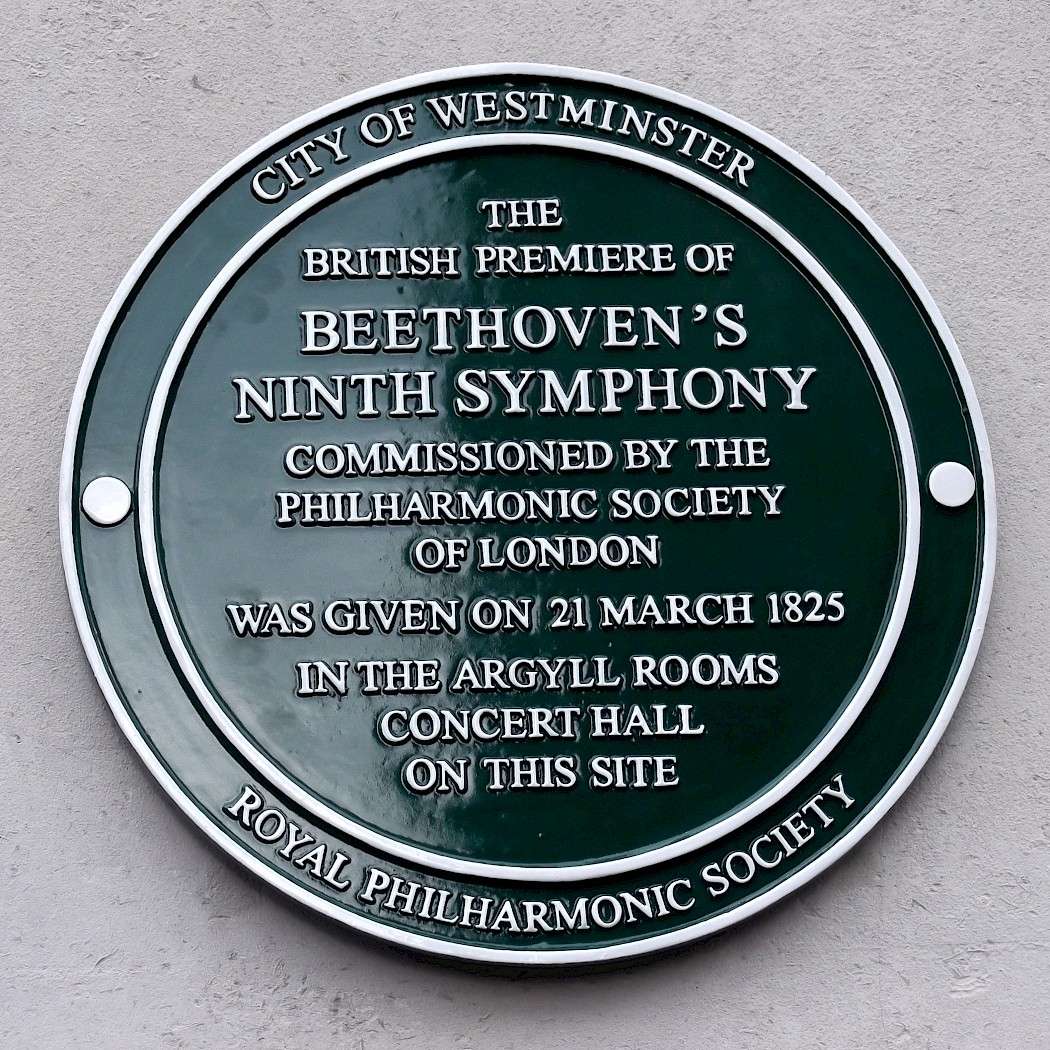 CITY OF WESTMINSTER
THE
BRITISH PREMIERE OF
BEETHOVEN'S
NINTH SYMPHONY
COMMISSIONED BY THE
PHILHARMONIC SOCIETY
OF LONDON
WAS GIVEN ON 21 MARCH 1825
IN THE ARGYLL ROOMS
CONCERT HALL
ON THIS SITE
ROYAL PHILHARMONIC SOCIETY